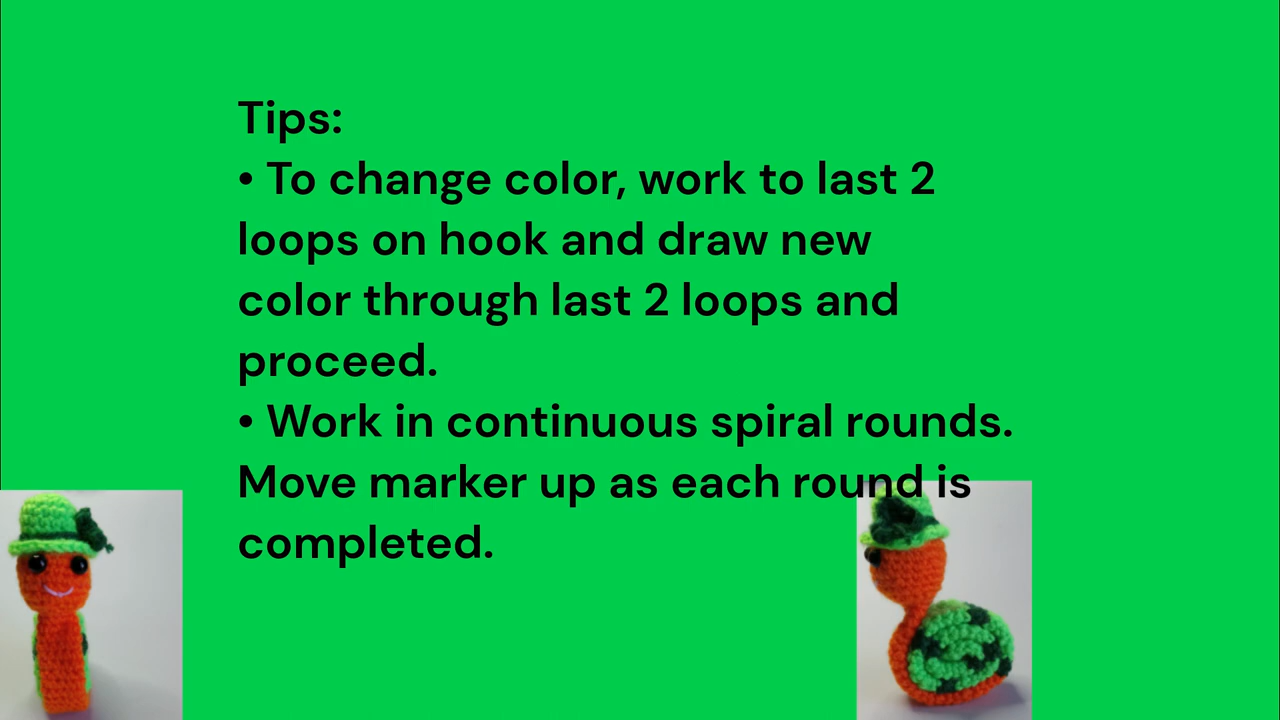 Tips:
• To change color, work to last 2
loops on hook and draw new
color through last 2 loops and
proceed.
• Work in continuous spiral rounds.
Move marker up as each round is
completed.